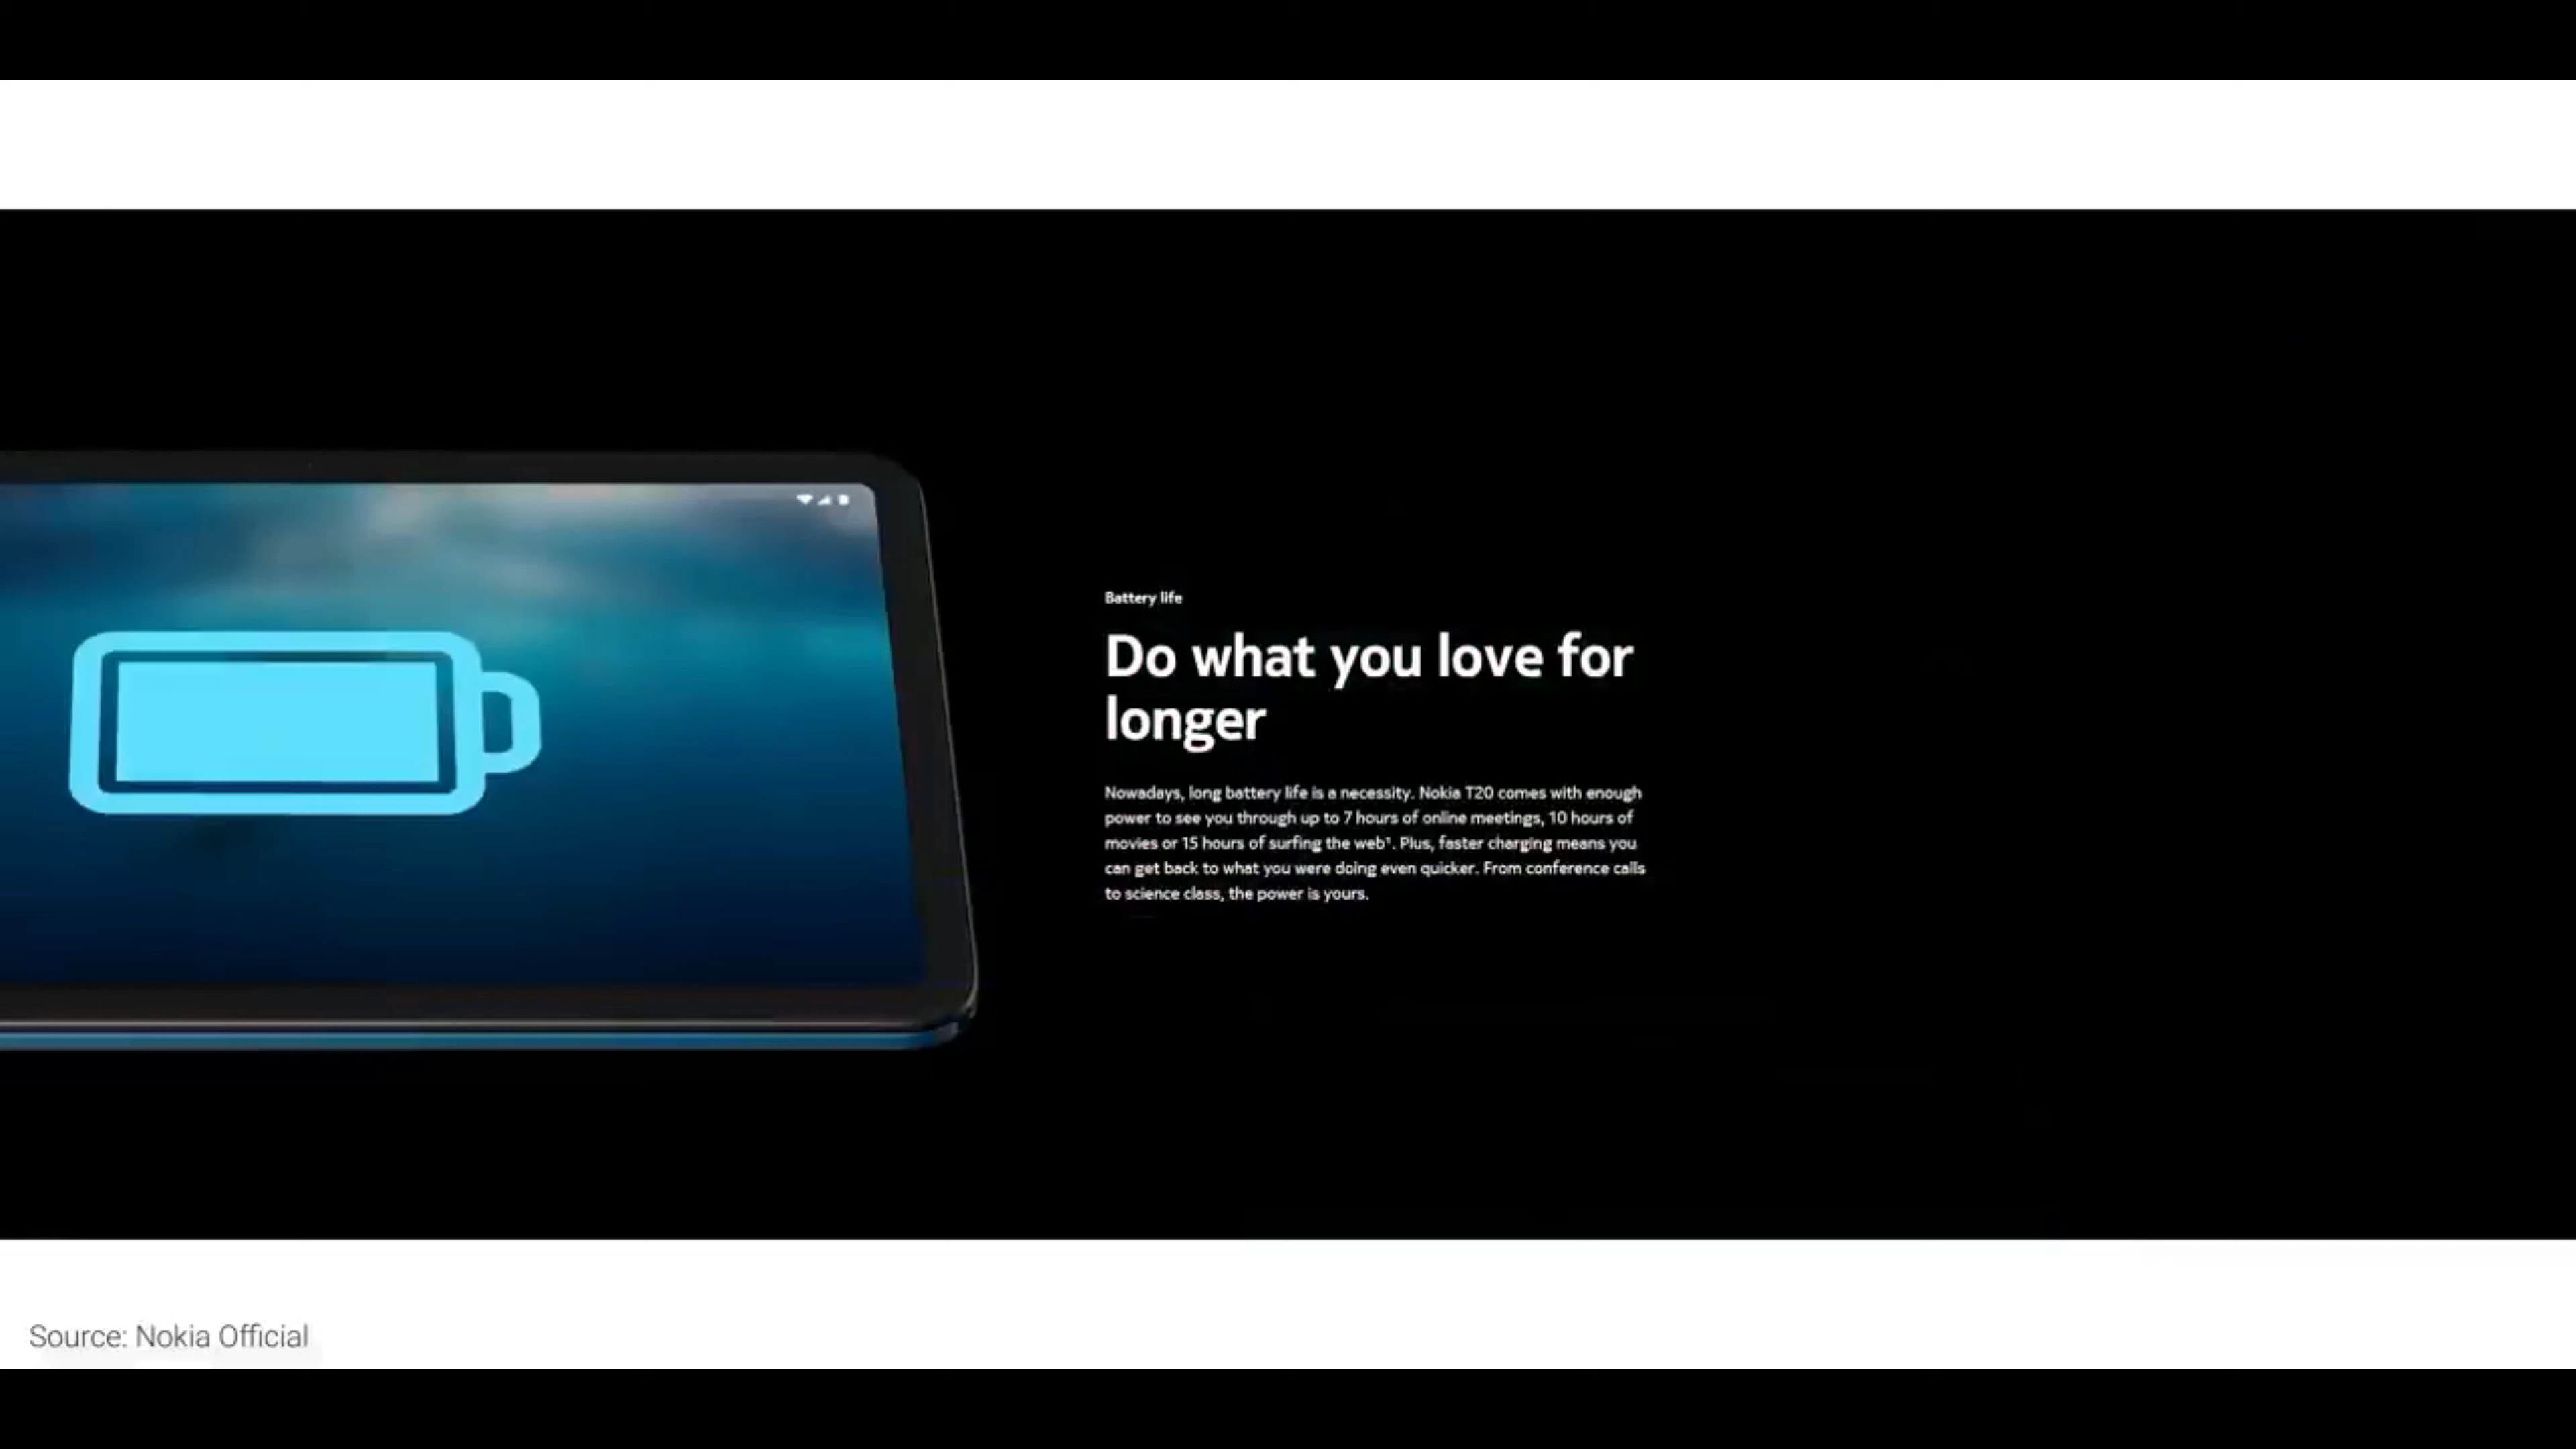 Battery life
Do what you love for
longer
Nowadays, long battery life is a necessity. Nokia T20 comes with enough
power to see you through up to 7 hours of online meetings, 10 hours of
movies or 15 hours of surfing the web¹. Plus, faster charging means you
can get back to what you were doing even quicker. From conference calls
to science class, the power is yours.
Source: Nokia Official